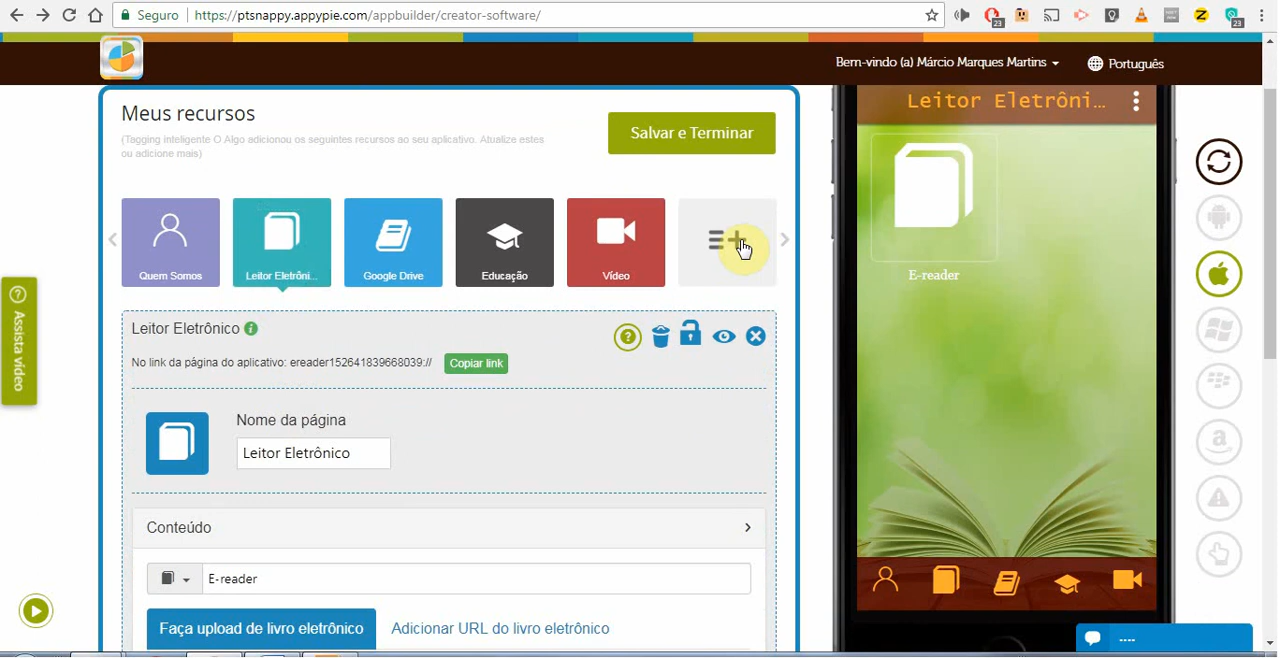 Seguro
https://ptsnappy.appypie.com/appbuilder/creator-software/
23
23
Bem-vindo (a) Márcio Marques Martins
Português
Meus recursos
(Tagging inteligente O Algo adicionou os seguintes recursos ao seu aplicativo. Atualize estes
ou adicione mais)
Salvar e Terminar
Quem Somos
Leitor Eletrôni...
Google Drive
Educação
Vídeo
Leitor Eletrôni...
E-reader
Assista vídeo
Leitor Eletrônico
No link da página do aplicativo: ereader152641839668039://
Copiar link
Nome da página
Leitor Eletrônico
Conteúdo
E-reader
Faça upload de livro eletrônico
Adicionar URL do livro eletrônico
----